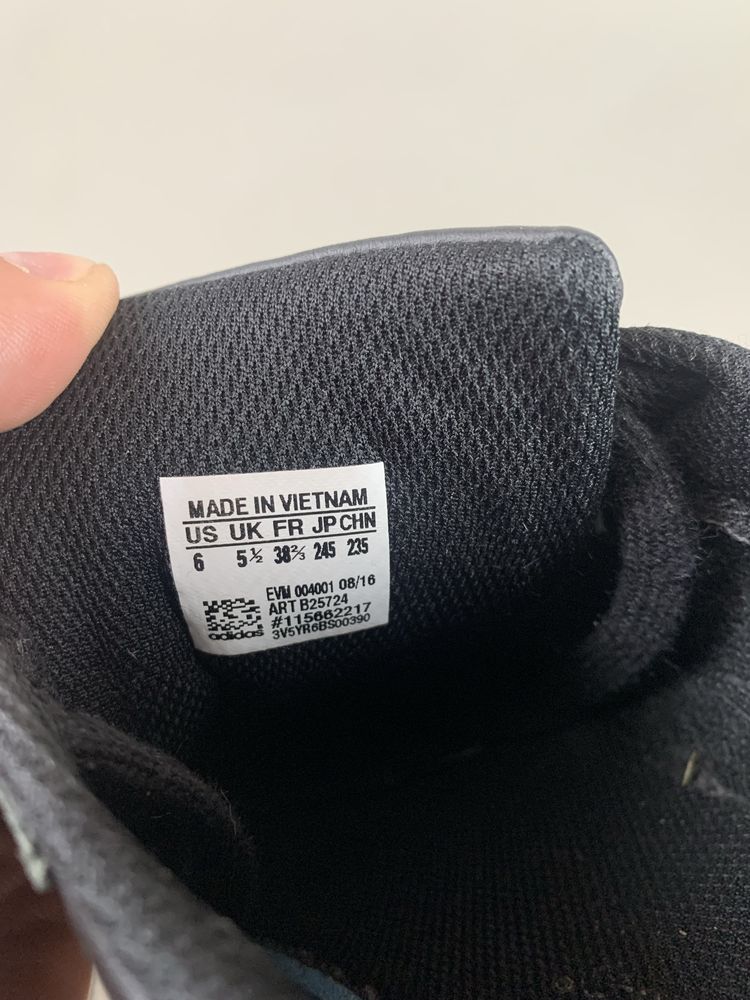 MADE IN VIETNAM
US UK FR JP CHN
6 5½ 38⅔ 245 235
EVM 004001 08/16
ART B25724
#115662217
adidas 3V5YR6BS00390